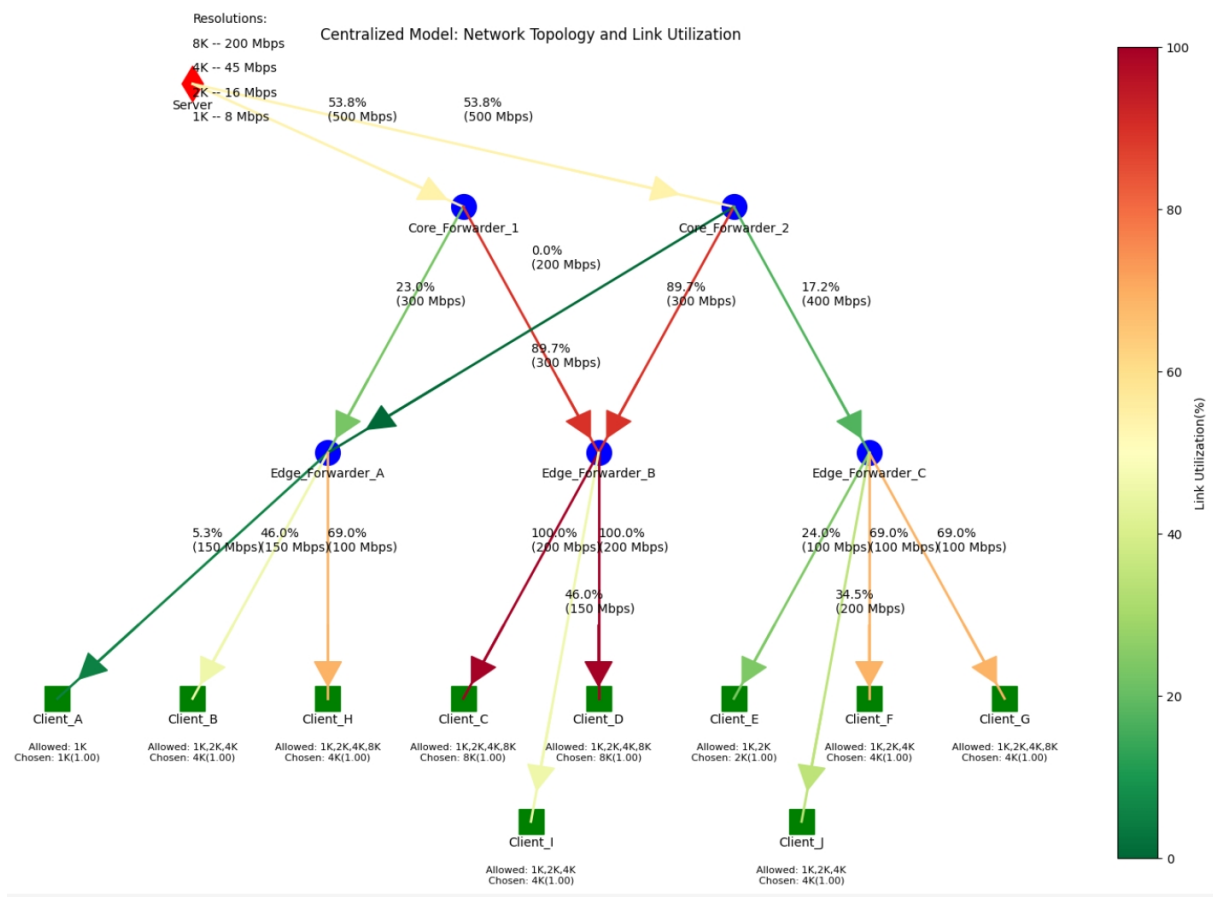 Resolutions:
8K -- 200 Mbps
4K -- 45 Mbps
2K -- 16 Mbps
1K -- 8 Mbps
Centralized Model: Network Topology and Link Utilization
Server
53.8%
(500 Mbps)
53.8%
(500 Mbps)
Core_Forwarder_1
Core_Forwarder_2
0.0%
(200 Mbps)
23.0%
(300 Mbps)
89.7%
(300 Mbps)
17.2%
(400 Mbps)
89.7%
(300 Mbps)
Edge_Forwarder_A
Edge_Forwarder_B
Edge_Forwarder_C
5.3%
(150 Mbps)
46.0%
(150 Mbps)
69.0%
(100 Mbps)
100.0%
(200 Mbps)
100.0%
(200 Mbps)
24.0%
(100 Mbps)
69.0%
(100 Mbps)
69.0%
(100 Mbps)
46.0%
(150 Mbps)
34.5%
(200 Mbps)
Client_A
Allowed: 1K
Chosen: 1K(1.00)
Client_B
Allowed: 1K,2K,4K
Chosen: 4K(1.00)
Client_H
Allowed: 1K,2K,4K,8K
Chosen: 4K(1.00)
Client_C
Allowed: 1K,2K,4K,8K
Chosen: 8K(1.00)
Client_D
Allowed: 1K,2K,4K,8K
Chosen: 8K(1.00)
Client_E
Allowed: 1K,2K
Chosen: 2K(1.00)
Client_F
Allowed: 1K,2K,4K
Chosen: 4K(1.00)
Client_G
Allowed: 1K,2K,4K,8K
Chosen: 4K(1.00)
Client_I
Allowed: 1K,2K,4K
Chosen: 4K(1.00)
Client_J
Allowed: 1K,2K,4K
Chosen: 4K(1.00)
100
80
60
40
20
0
Link Utilization(%)